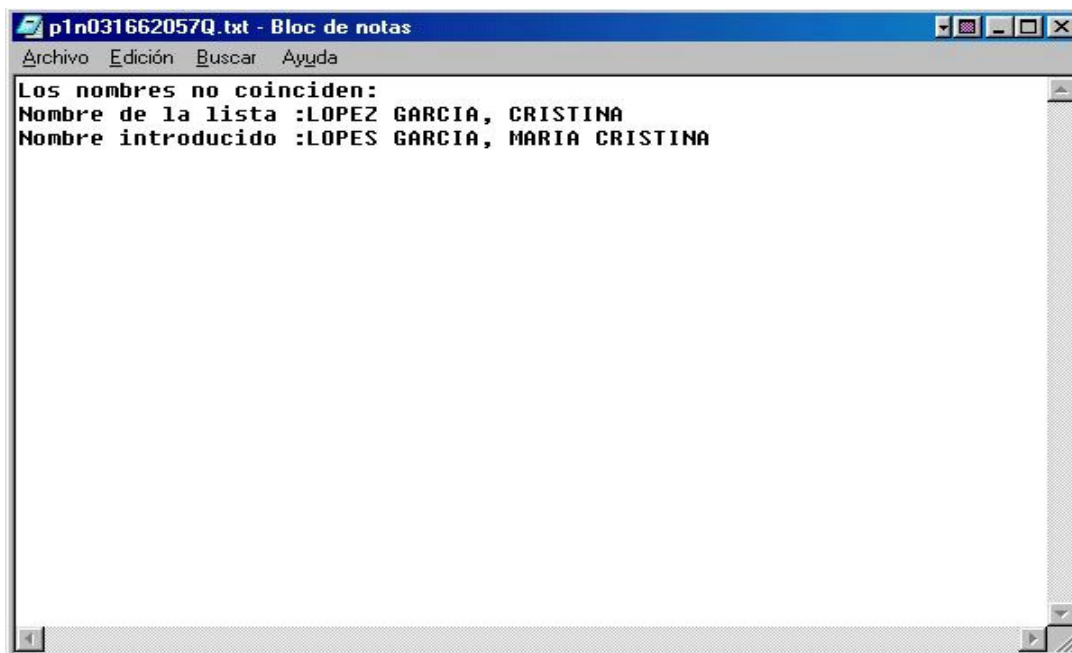 p1n031662057Q.txt - Bloc de notas
Archivo Edición Buscar Ayuda
Los nombres no coinciden:
Nombre de la lista :LOPEZ GARCIA, CRISTINA
Nombre introducido :LOPES GARCIA, MARIA CRISTINA